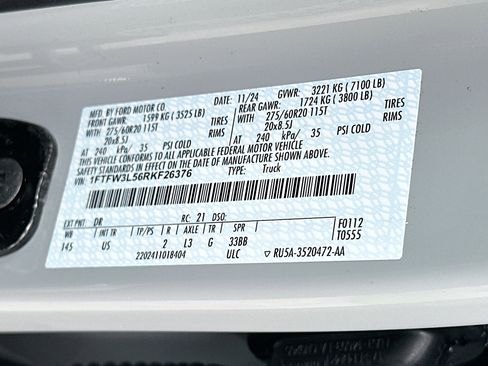 MFD. BY FORD MOTOR CO.
DATE: 11/24 GVWR: 3221 KG ( 7100 LB)
FRONT GAWR: 1599 KG ( 3525 LB) REAR GAWR: 1724 KG ( 3800 LB)
WITH 275/60R20 115T TIRES WITH 275/60R20 115T TIRES
20x8.5J RIMS 20x8.5J RIMS
AT 240 kPa/ 35 PSI COLD AT 240 kPa/ 35 PSI COLD
THIS VEHICLE CONFORMS TO ALL APPLICABLE FEDERAL MOTOR VEHICLE
SAFETY STANDARDS IN EFFECT ON THE DATE OF MANUFACTURE SHOWN ABOVE.
VIN: 1FTFW3L56RKF26376 TYPE: Truck
EXT PNT: DR RC: 21 DSO: F0112
WB INT TR TP/PS R AXLE TR SPR T0555
145 US 2 L3 G 33BB
2202411018404 ULC RU5A-3520472-AA